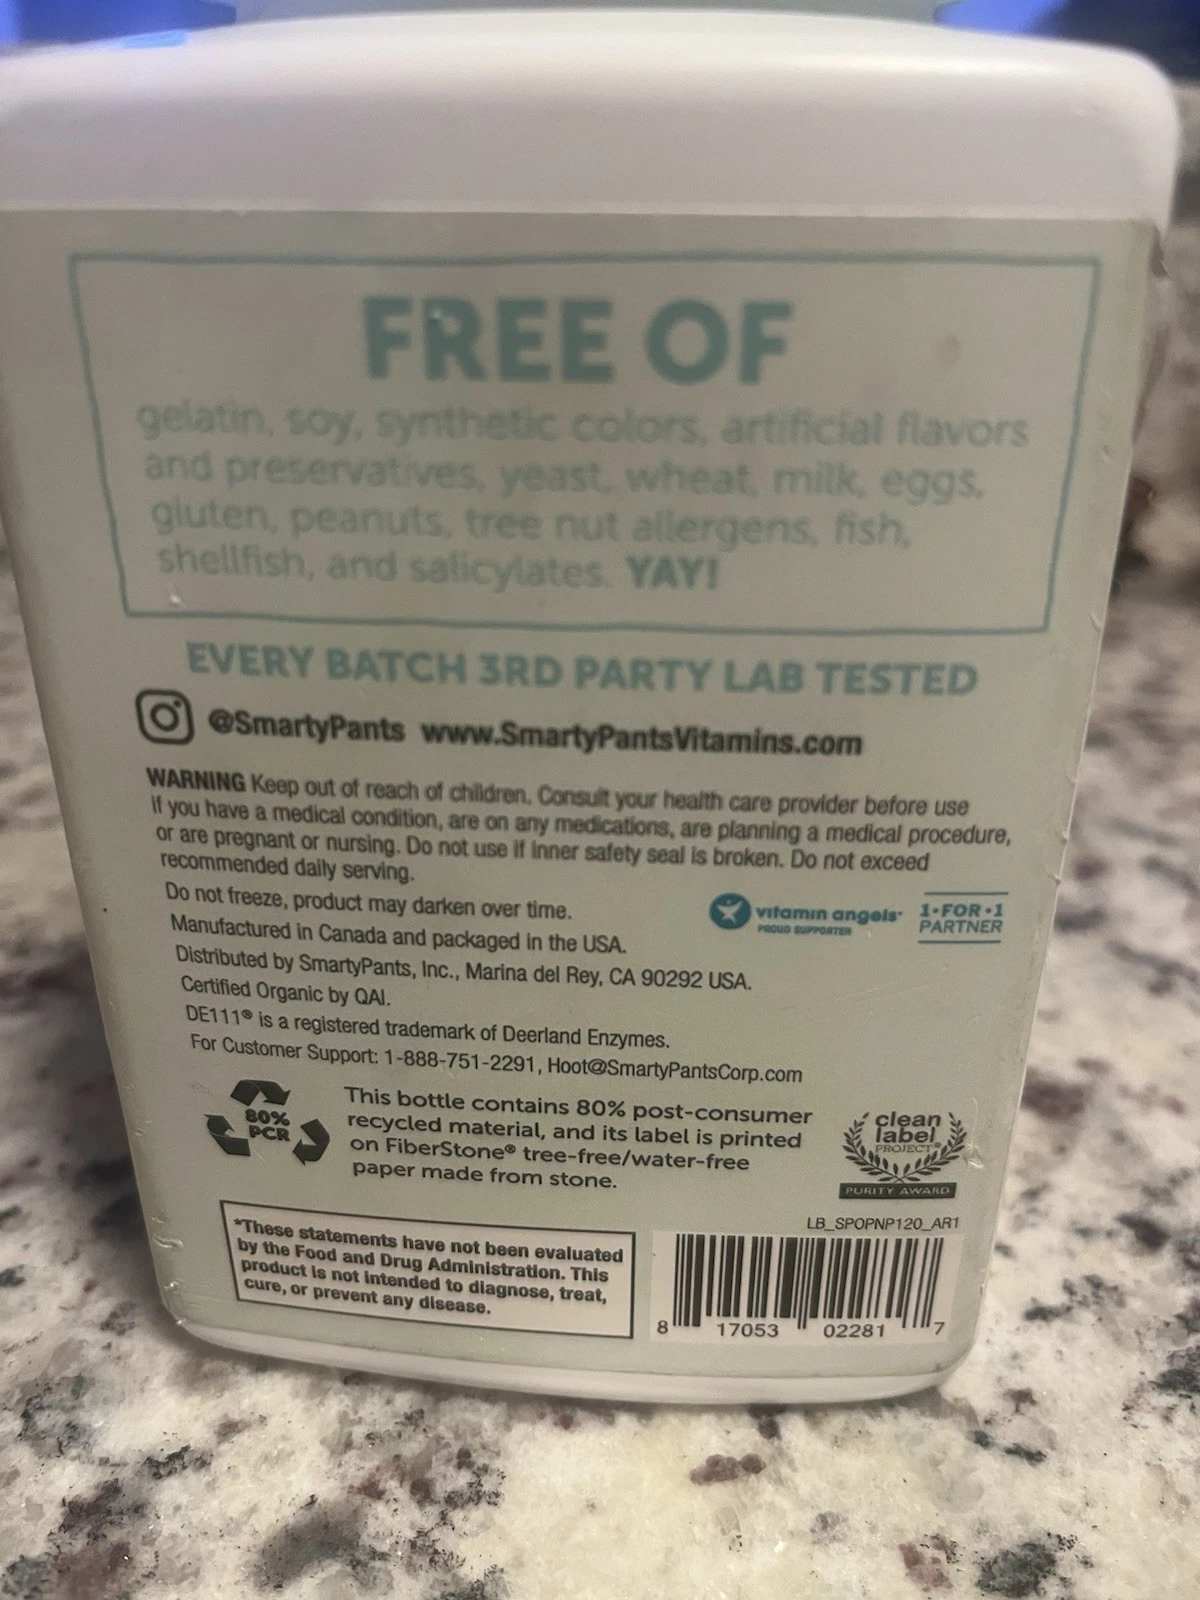 FREE OF
gelatin, soy, synthetic colors, artificial flavors
and preservatives, yeast, wheat, milk, eggs,
gluten, peanuts, tree nut allergens, fish,
shellfish, and salicylates. YAY!
EVERY BATCH 3RD PARTY LAB TESTED
@SmartyPants www.SmartyPantsVitamins.com
WARNING Keep out of reach of children. Consult your health care provider before use
if you have a medical condition, are on any medications, are planning a medical procedure,
or are pregnant or nursing. Do not use if inner safety seal is broken. Do not exceed
recommended daily serving.
Do not freeze, product may darken over time.
Manufactured in Canada and packaged in the USA.
Distributed by SmartyPants, Inc., Marina del Rey, CA 90292 USA.
Certified Organic by QAI.
DE111® is a registered trademark of Deerland Enzymes.
For Customer Support: 1-888-751-2291, Hoot@SmartyPantsCorp.com
vitamin angels
PROUD SUPPORTER
1•FOR•1
PARTNER
80%
PCR
This bottle contains 80% post-consumer
recycled material, and its label is printed
on FiberStone® tree-free/water-free
paper made from stone.
clean
label
PROJECT
PURITY AWARD
*These statements have not been evaluated
by the Food and Drug Administration. This
product is not intended to diagnose, treat,
cure, or prevent any disease.
LB_SPOPNP120_AR1
8 17053 02281 7